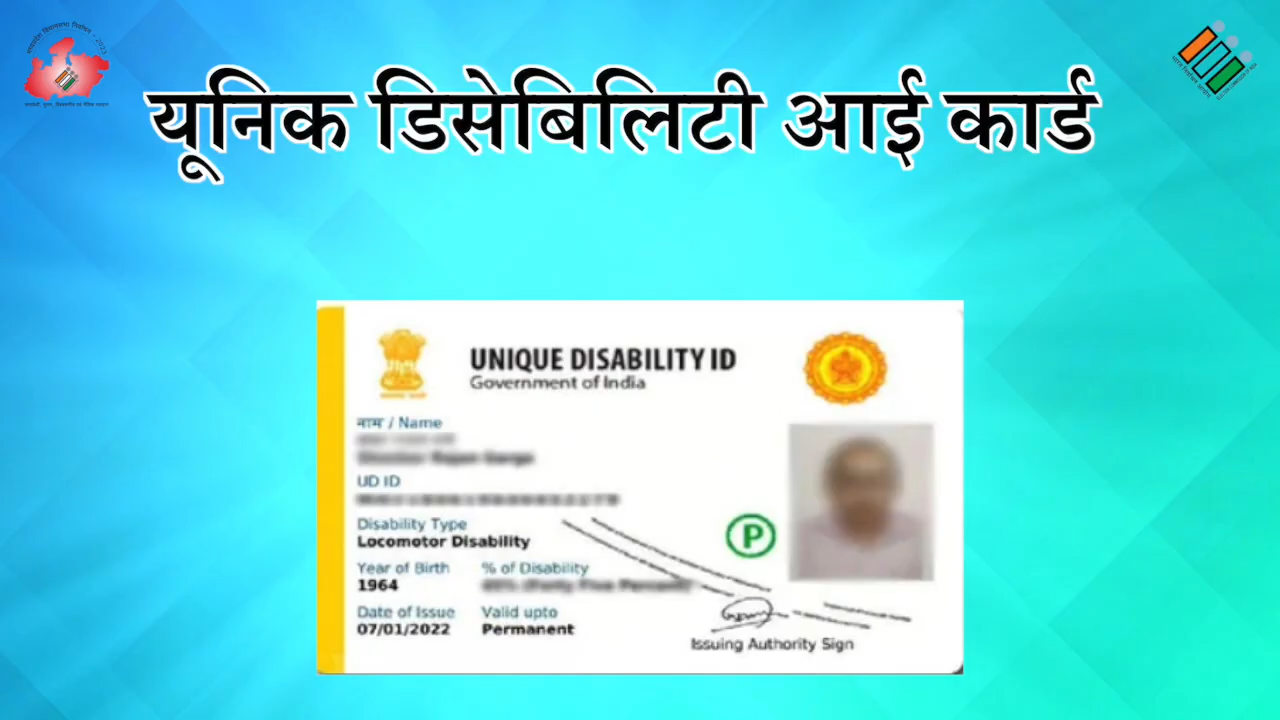 यूनिक डिसेबिलिटी आई कार्ड
UNIQUE DISABILITY ID
Government of India
नाम / Name
UD ID
Disability Type
Locomotor Disability
Year of Birth % of Disability
1964
Date of Issue Valid upto
07/01/2022 Permanent
P
Issuing Authority Sign